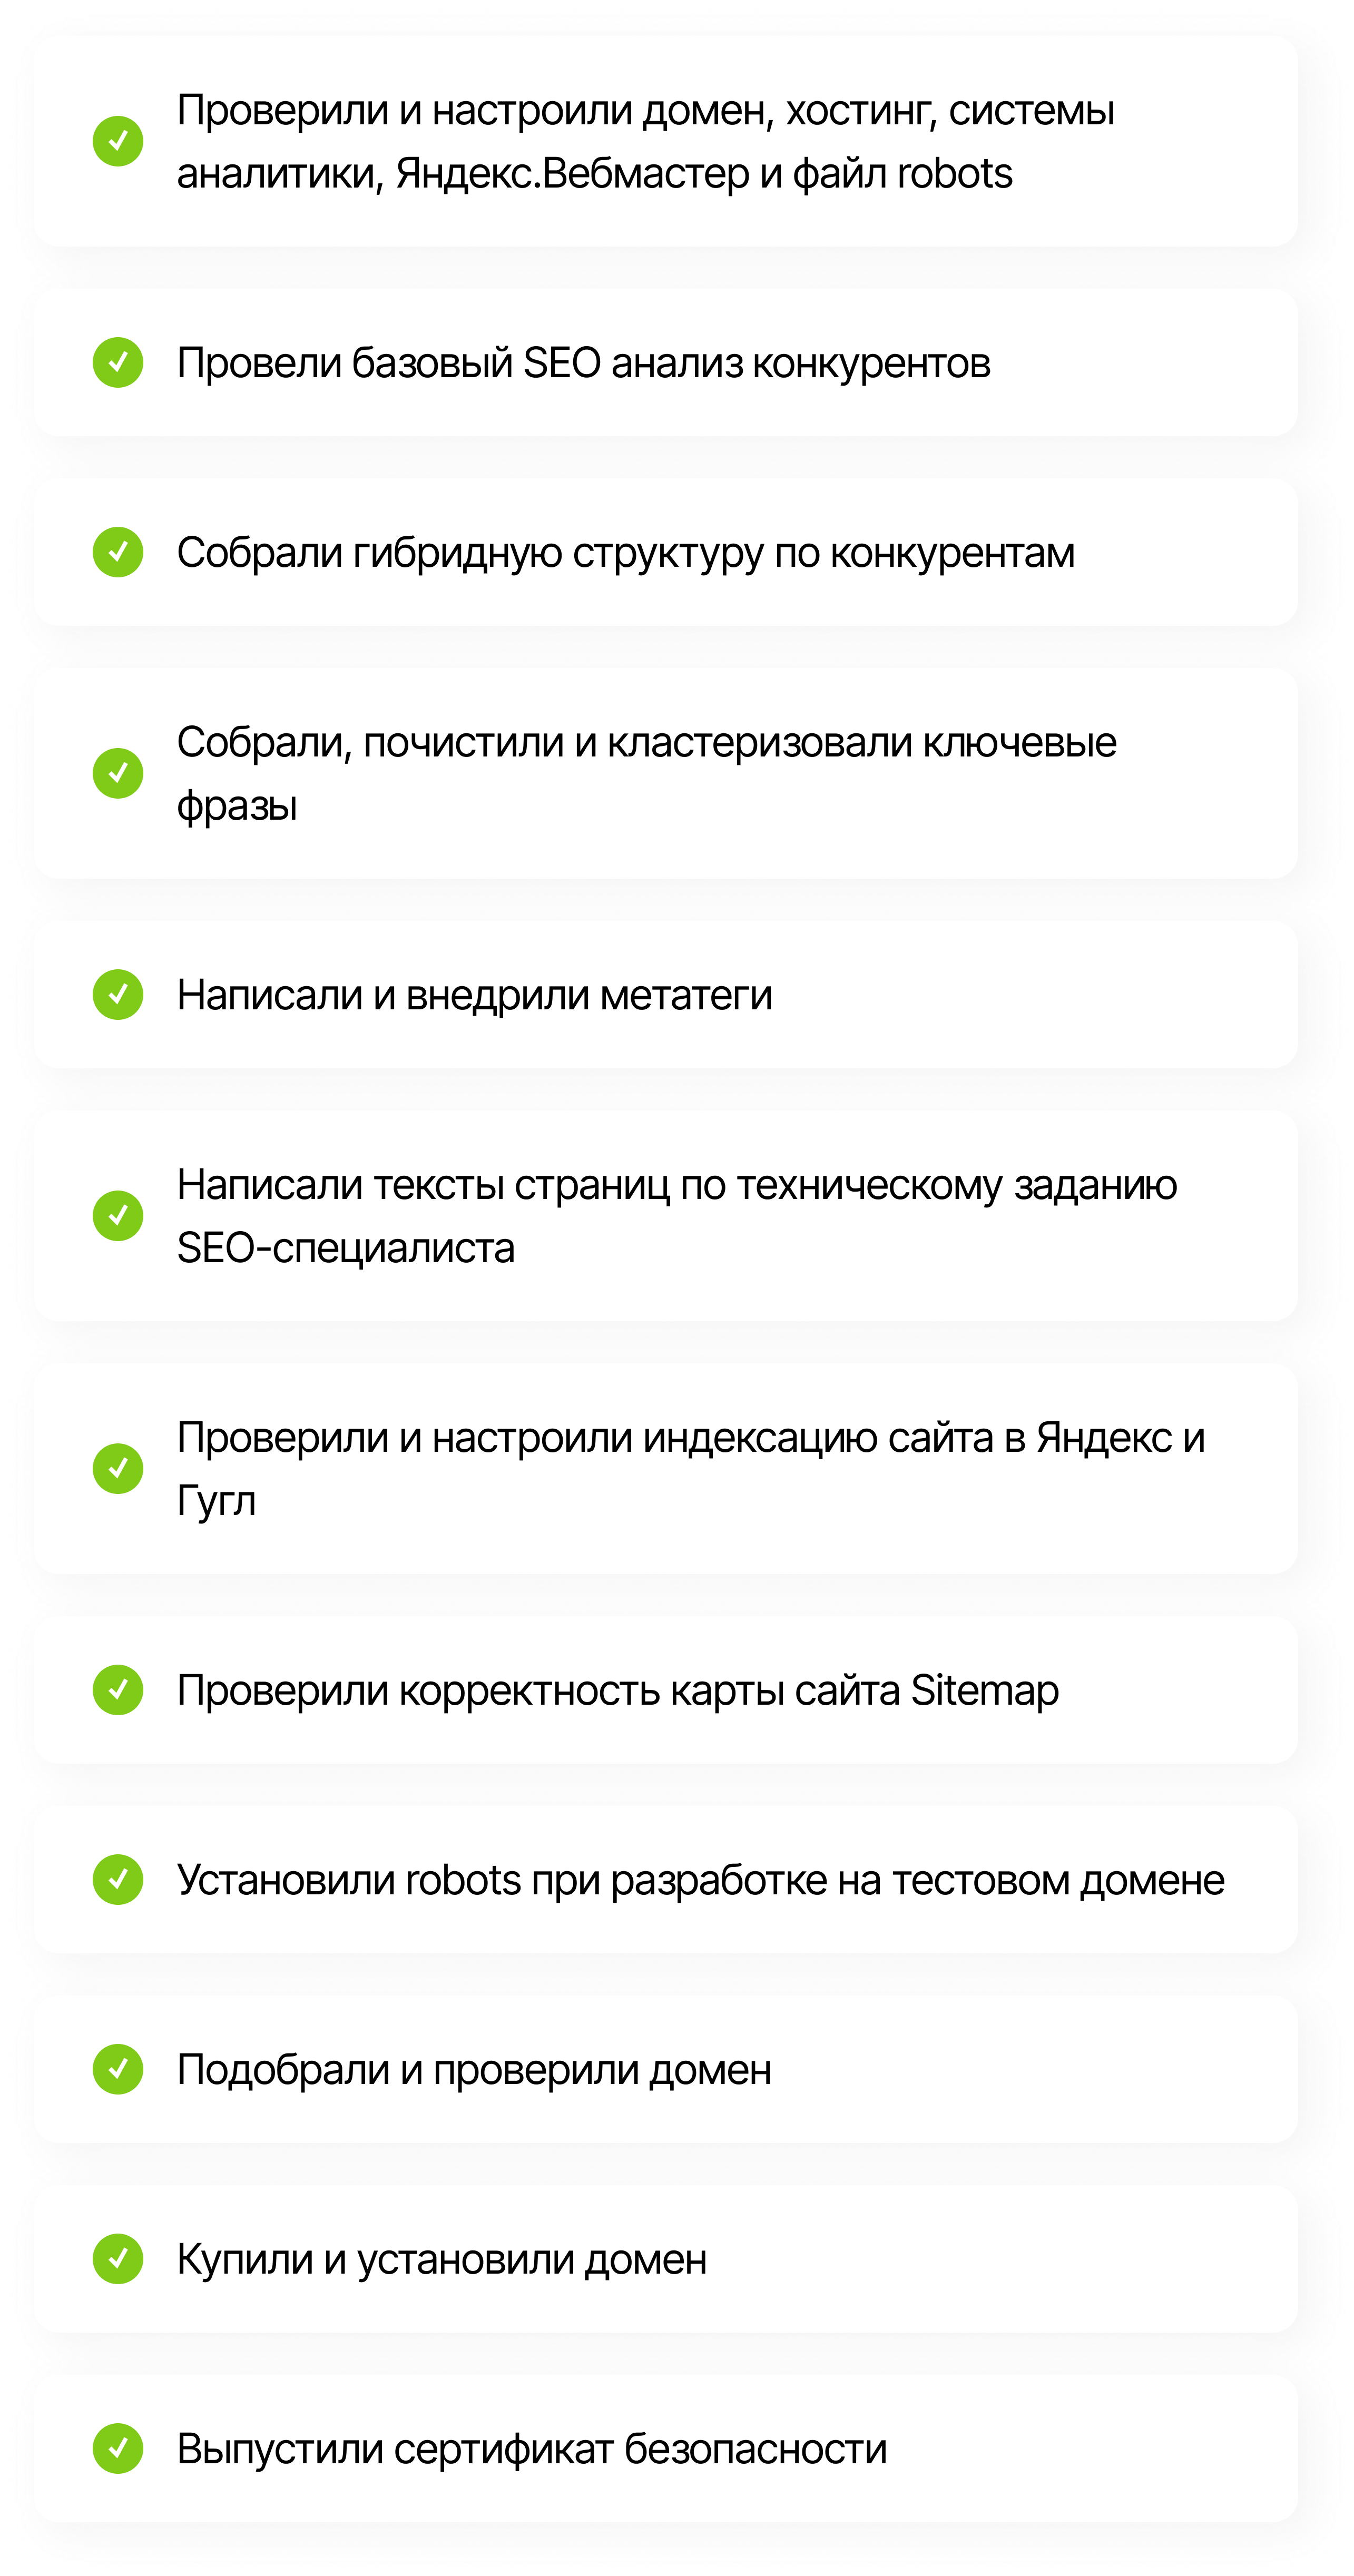 Проверили и настроили домен, хостинг, системы
аналитики, Яндекс.Вебмастер и файл robots
Провели базовый SEO анализ конкурентов
Собрали гибридную структуру по конкурентам
Собрали, почистили и кластеризовали ключевые
фразы
Написали и внедрили метатеги
Написали тексты страниц по техническому заданию
SEO-специалиста
Проверили и настроили индексацию сайта в Яндекс и
Гугл
Проверили корректность карты сайта Sitemap
Установили robots при разработке на тестовом домене
Подобрали и проверили домен
Купили и установили домен
Выпустили сертификат безопасности